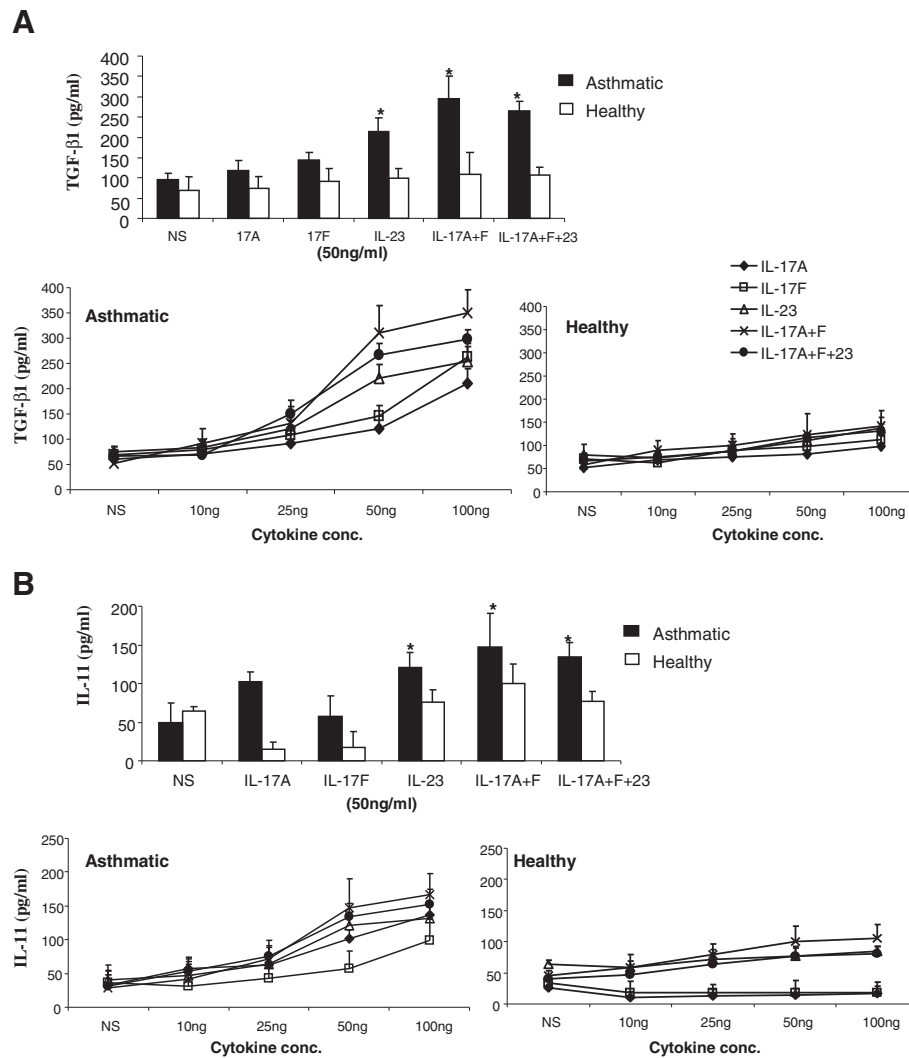 A
TGF-β1 (pg/ml)
400
350
300
250
200
150
100
50
0
* * *
Asthmatic
Healthy
NS 17A 17F IL-23 IL-17A+F IL-17A+F+23
(50ng/ml)
TGF-β1 (pg/ml)
400
350
300
250
200
150
100
50
0
Asthmatic
NS 10ng 25ng 50ng 100ng
Cytokine conc.
400
350
300
250
200
150
100
50
0
Healthy
IL-17A
IL-17F
IL-23
IL-17A+F
IL-17A+F+23
NS 10ng 25ng 50ng 100ng
Cytokine conc.
B
IL-11 (pg/ml)
200
150
100
50
0
* * *
Asthmatic
Healthy
NS IL-17A IL-17F IL-23 IL-17A+F IL-17A+F+23
(50ng/ml)
IL-11 (pg/ml)
250
200
150
100
50
0
Asthmatic
NS 10ng 25ng 50ng 100ng
Cytokine conc.
250
200
150
100
50
0
Healthy
NS 10ng 25ng 50ng 100ng
Cytokine conc.